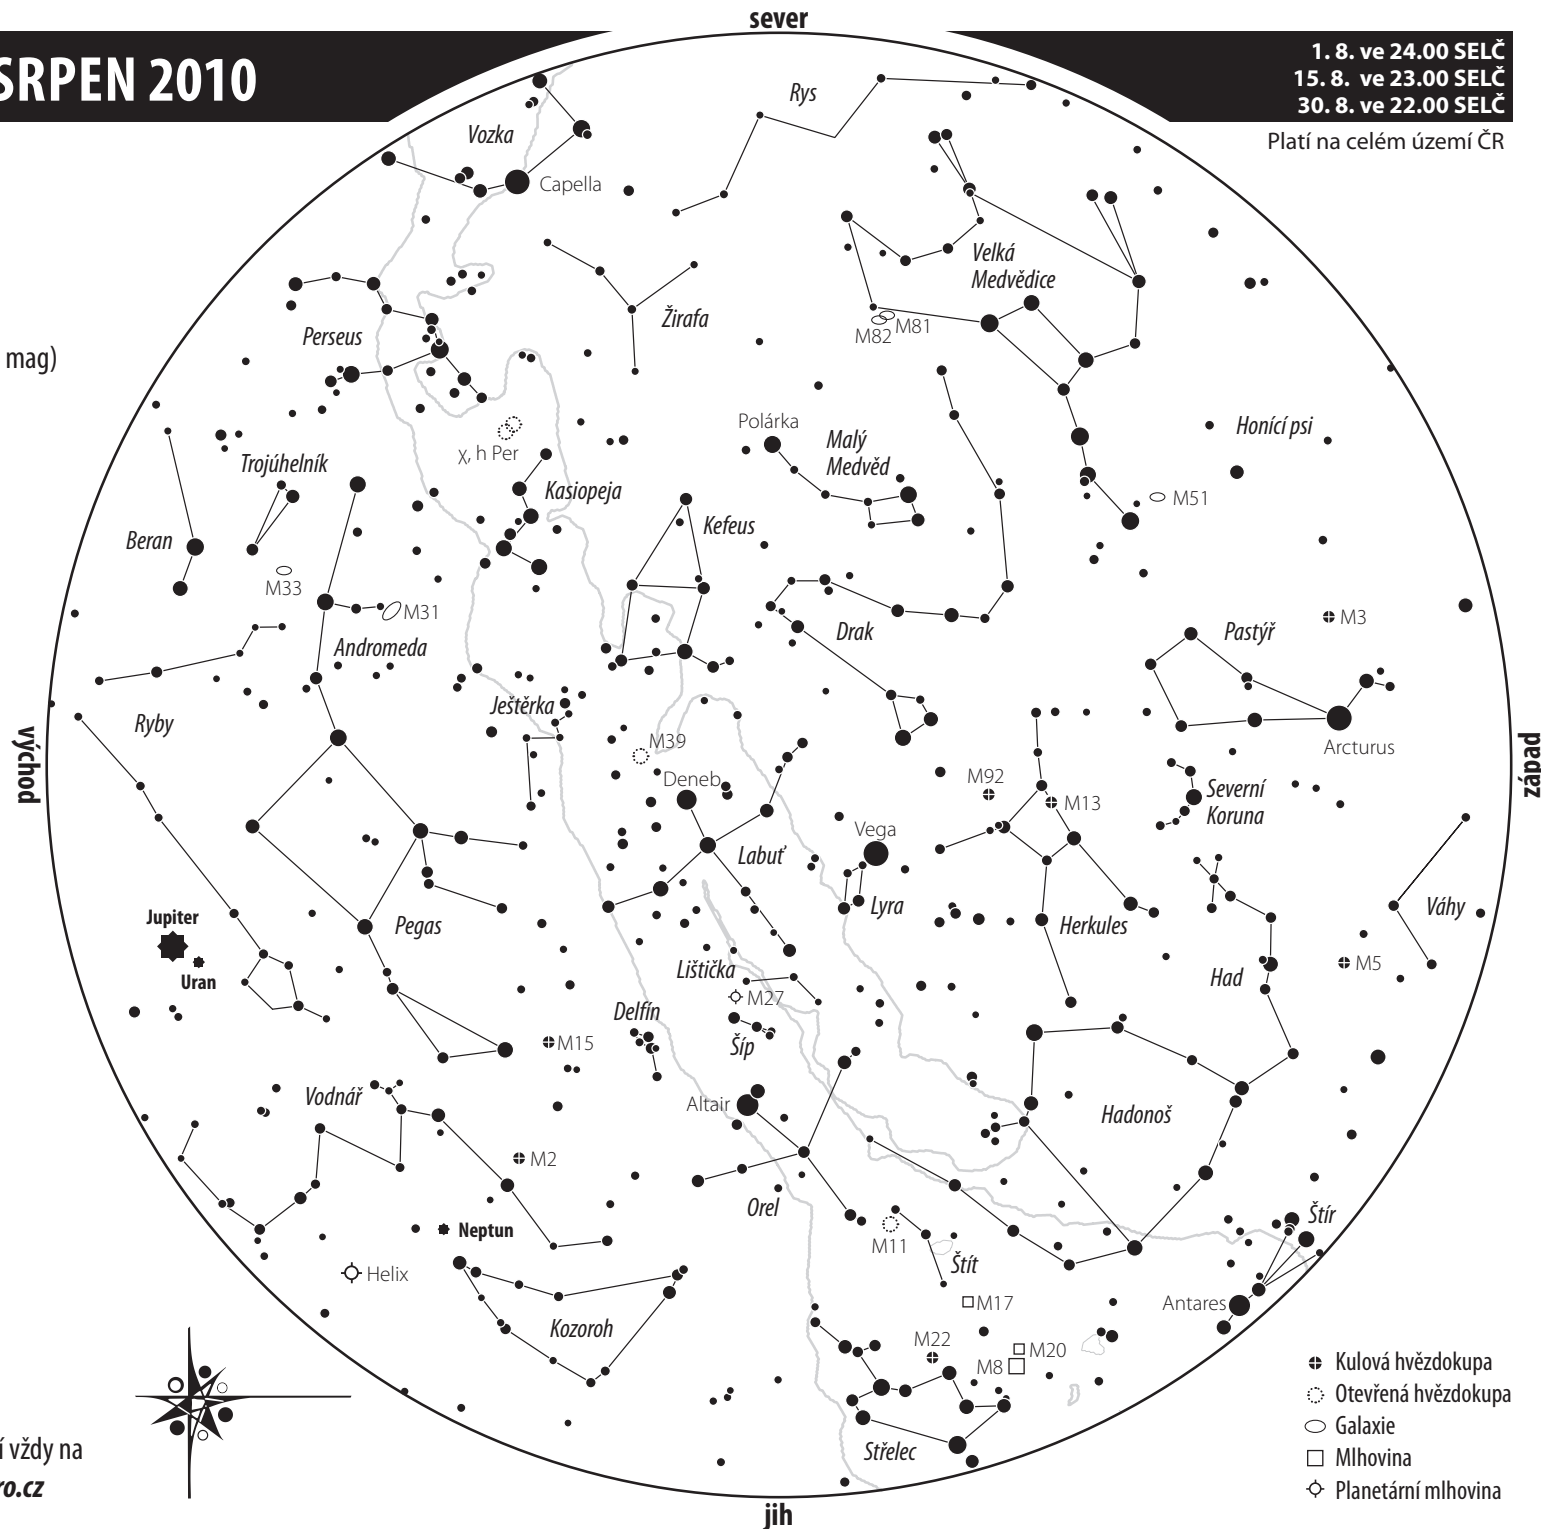 sever
SRPEN 2010
1. 8. ve 24.00 SELČ
15. 8. ve 23.00 SELČ
30. 8. ve 22.00 SELČ
Platí na celém území ČR
Rys
Vozka
Capella
Velká
Medvědice
Žirafa
M82
M81
Perseus
mag)
Polárka
Malý
Medvěd
Honící psi
χ, h Per
Trojúhelník
Kasiopeja
M51
Kefeus
Beran
M33
M31
M3
Andromeda
Drak
Pastýř
Ještěrka
Ryby
M39
Arcturus
východ
západ
Deneb
M92
M13
Severní
Koruna
Vega
Labuť
Lyra
Herkules
Váhy
Jupiter
Pegas
Uran
Lištička
M27
Had
M5
Delfín
Šíp
M15
Vodnář
Altair
Hadonoš
M2
Orel
Neptun
M11
Štít
Štír
Helix
M17
Antares
Kozoroh
M22
M20
M8
Střelec
Kulová hvězdokupa
Otevřená hvězdokupa
Galaxie
Mlhovina
Planetární mlhovina
í vždy na
ro.cz
jih